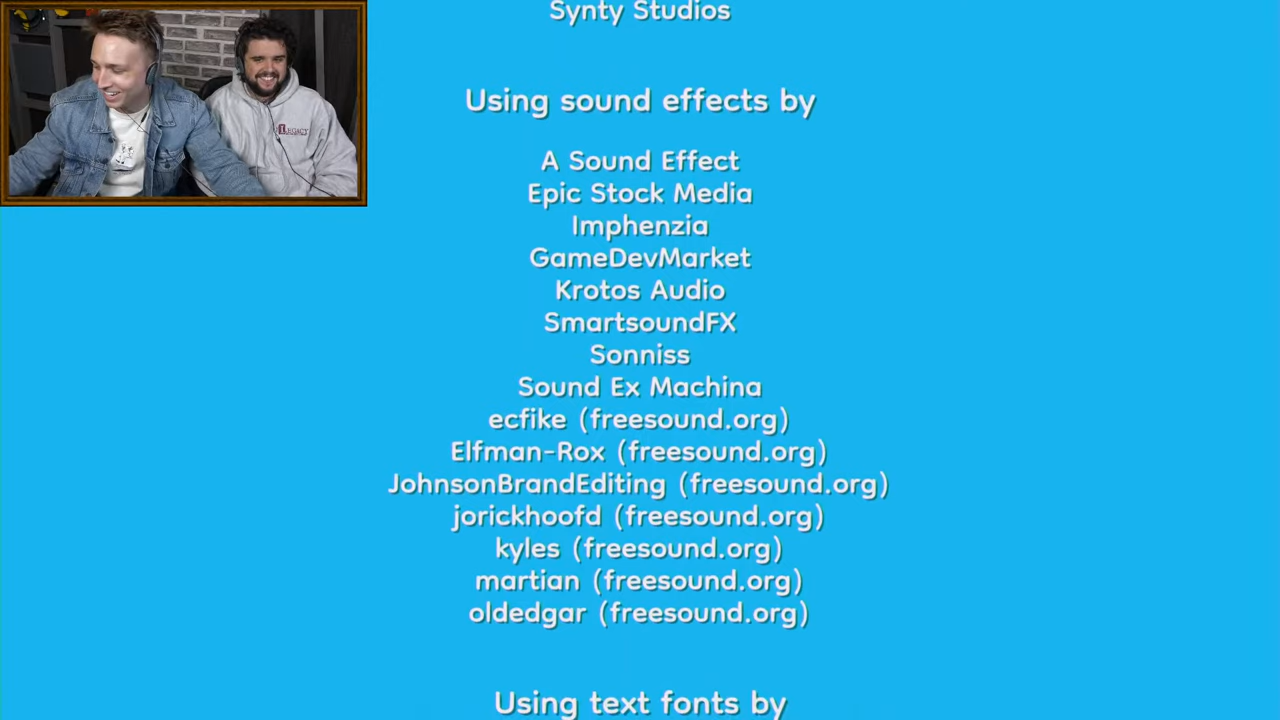 Synty Studios
Using sound effects by
A Sound Effect
Epic Stock Media
Imphenzia
GameDevMarket
Krotos Audio
SmartsoundFX
Sonniss
Sound Ex Machina
ecfike (freesound.org)
Elfman-Rox (freesound.org)
JohnsonBrandEditing (freesound.org)
jorickhoofd (freesound.org)
kyles (freesound.org)
martian (freesound.org)
oldedgar (freesound.org)
Using text fonts by
LEGACY